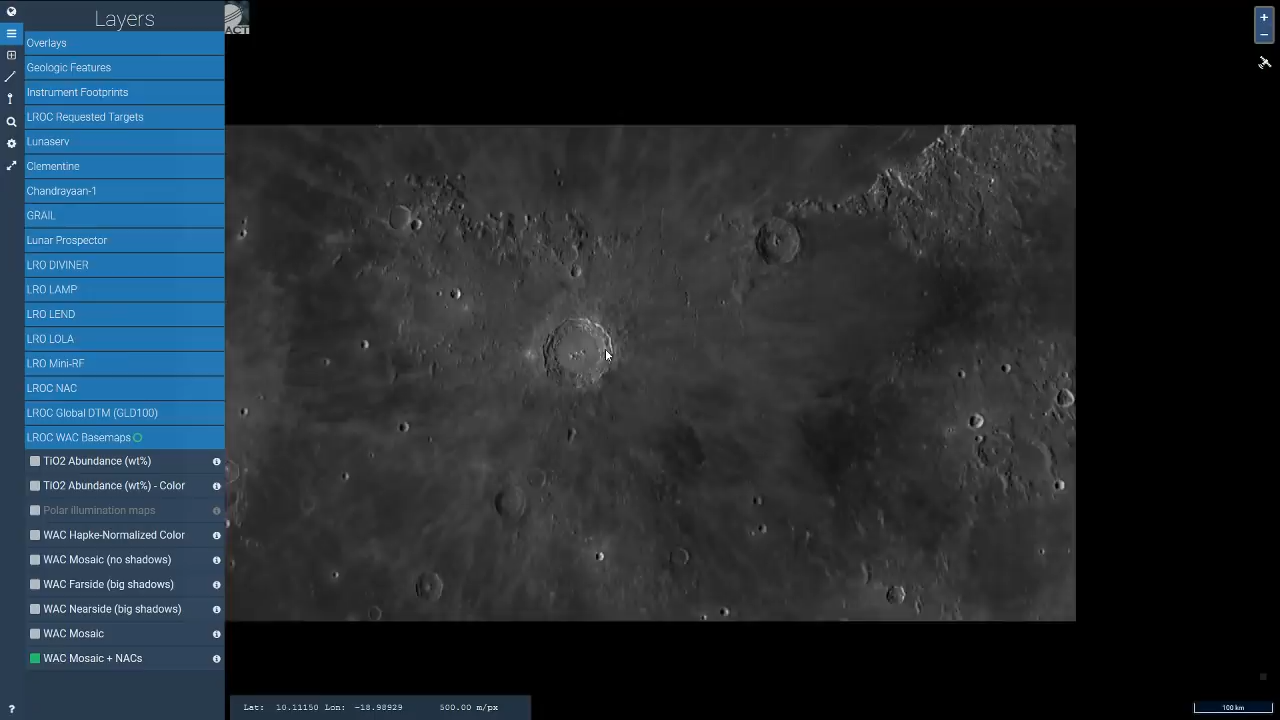 Layers
ACT
Overlays
Geologic Features
Instrument Footprints
LROC Requested Targets
Lunaserv
Clementine
Chandrayaan-1
GRAIL
Lunar Prospector
LRO DIVINER
LRO LAMP
LRO LEND
LRO LOLA
LRO Mini-RF
LROC NAC
LROC Global DTM (GLD100)
LROC WAC Basemaps
TiO2 Abundance (wt%)
TiO2 Abundance (wt%) - Color
Polar illumination maps
WAC Hapke-Normalized Color
WAC Mosaic (no shadows)
WAC Farside (big shadows)
WAC Nearside (big shadows)
WAC Mosaic
WAC Mosaic + NACs
Lat: 10.11150 Lon: -18.98929 500.00 m/px
100 km